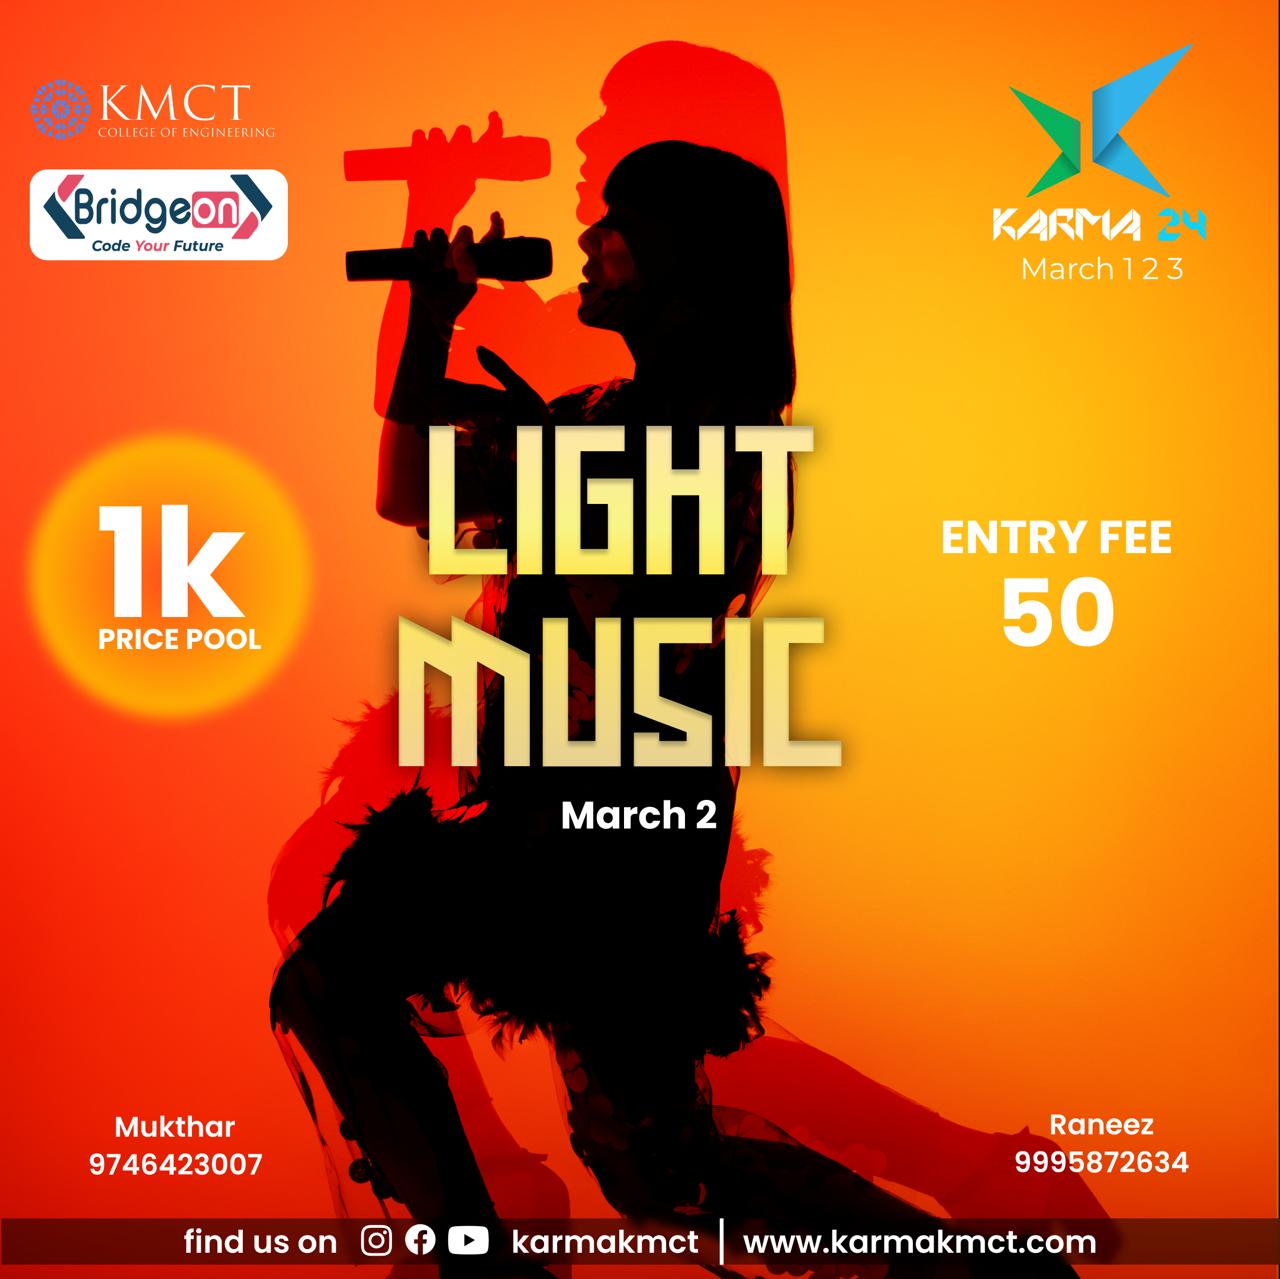 KMCT
COLLEGE OF ENGINEERING
Bridgeon
Code Your Future
KARMA 24
March 1 2 3
LIGHT
MUSIC
March 2
1k
PRICE POOL
ENTRY FEE
50
Mukthar
9746423007
Raneez
9995872634
find us on karmakmct | www.karmakmct.com